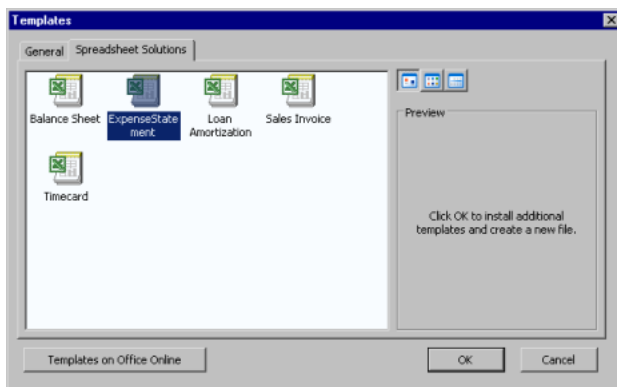 Templates
General
Spreadsheet Solutions
Balance Sheet
ExpenseState
ment
Loan
Amortization
Sales Invoice
Timecard
Preview
Click OK to install additional
templates and create a new file.
Templates on Office Online
OK
Cancel